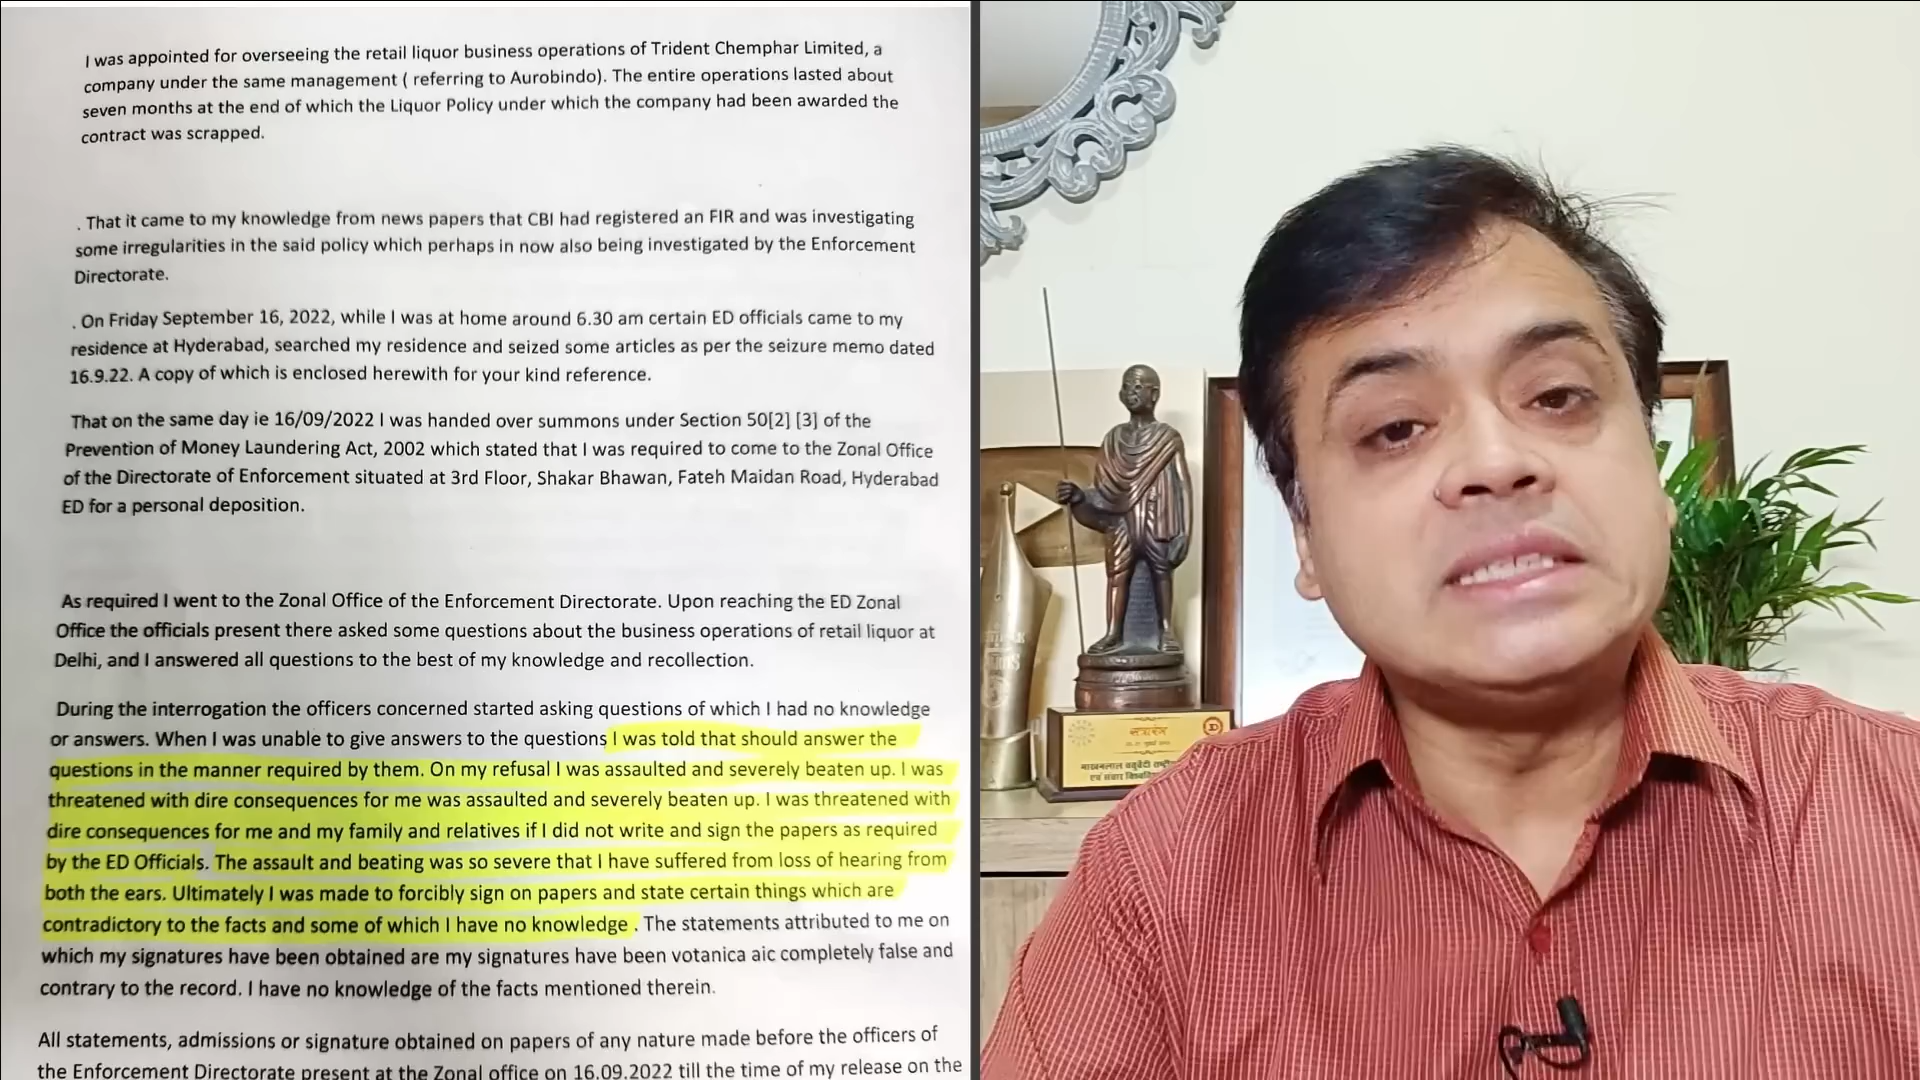 I was appointed for overseeing the retail liquor business operations of Trident Chemphar Limited, a
company under the same management ( referring to Aurobindo). The entire operations lasted about
seven months at the end of which the Liquor Policy under which the company had been awarded the
contract was scrapped.
. That it came to my knowledge from news papers that CBI had registered an FIR and was investigating
some irregularities in the said policy which perhaps in now also being investigated by the Enforcement
Directorate.
. On Friday September 16, 2022, while I was at home around 6.30 am certain ED officials came to my
residence at Hyderabad, searched my residence and seized some articles as per the seizure memo dated
16.9.22. A copy of which is enclosed herewith for your kind reference.
That on the same day ie 16/09/2022 I was handed over summons under Section 50[2] [3] of the
Prevention of Money Laundering Act, 2002 which stated that I was required to come to the Zonal Office
of the Directorate of Enforcement situated at 3rd Floor, Shakar Bhawan, Fateh Maidan Road, Hyderabad
ED for a personal deposition.
As required I went to the Zonal Office of the Enforcement Directorate. Upon reaching the ED Zonal
Office the officials present there asked some questions about the business operations of retail liquor at
Delhi, and I answered all questions to the best of my knowledge and recollection.
During the interrogation the officers concerned started asking questions of which I had no knowledge
or answers. When I was unable to give answers to the questions I was told that should answer the
questions in the manner required by them. On my refusal I was assaulted and severely beaten up. I was
threatened with dire consequences for me was assaulted and severely beaten up. I was threatened with
dire consequences for me and my family and relatives if I did not write and sign the papers as required
by the ED Officials. The assault and beating was so severe that I have suffered from loss of hearing from
both the ears. Ultimately I was made to forcibly sign on papers and state certain things which are
contradictory to the facts and some of which I have no knowledge . The statements attributed to me on
which my signatures have been obtained are my signatures have been votanica aic completely false and
contrary to the record. I have no knowledge of the facts mentioned therein.
All statements, admissions or signature obtained on papers of any nature made before the officers of
the Enforcement Directorate present at the Zonal office on 16.09.2022 till the time of my release on the
माखनलाल चतुर्वेदी राष्ट्री